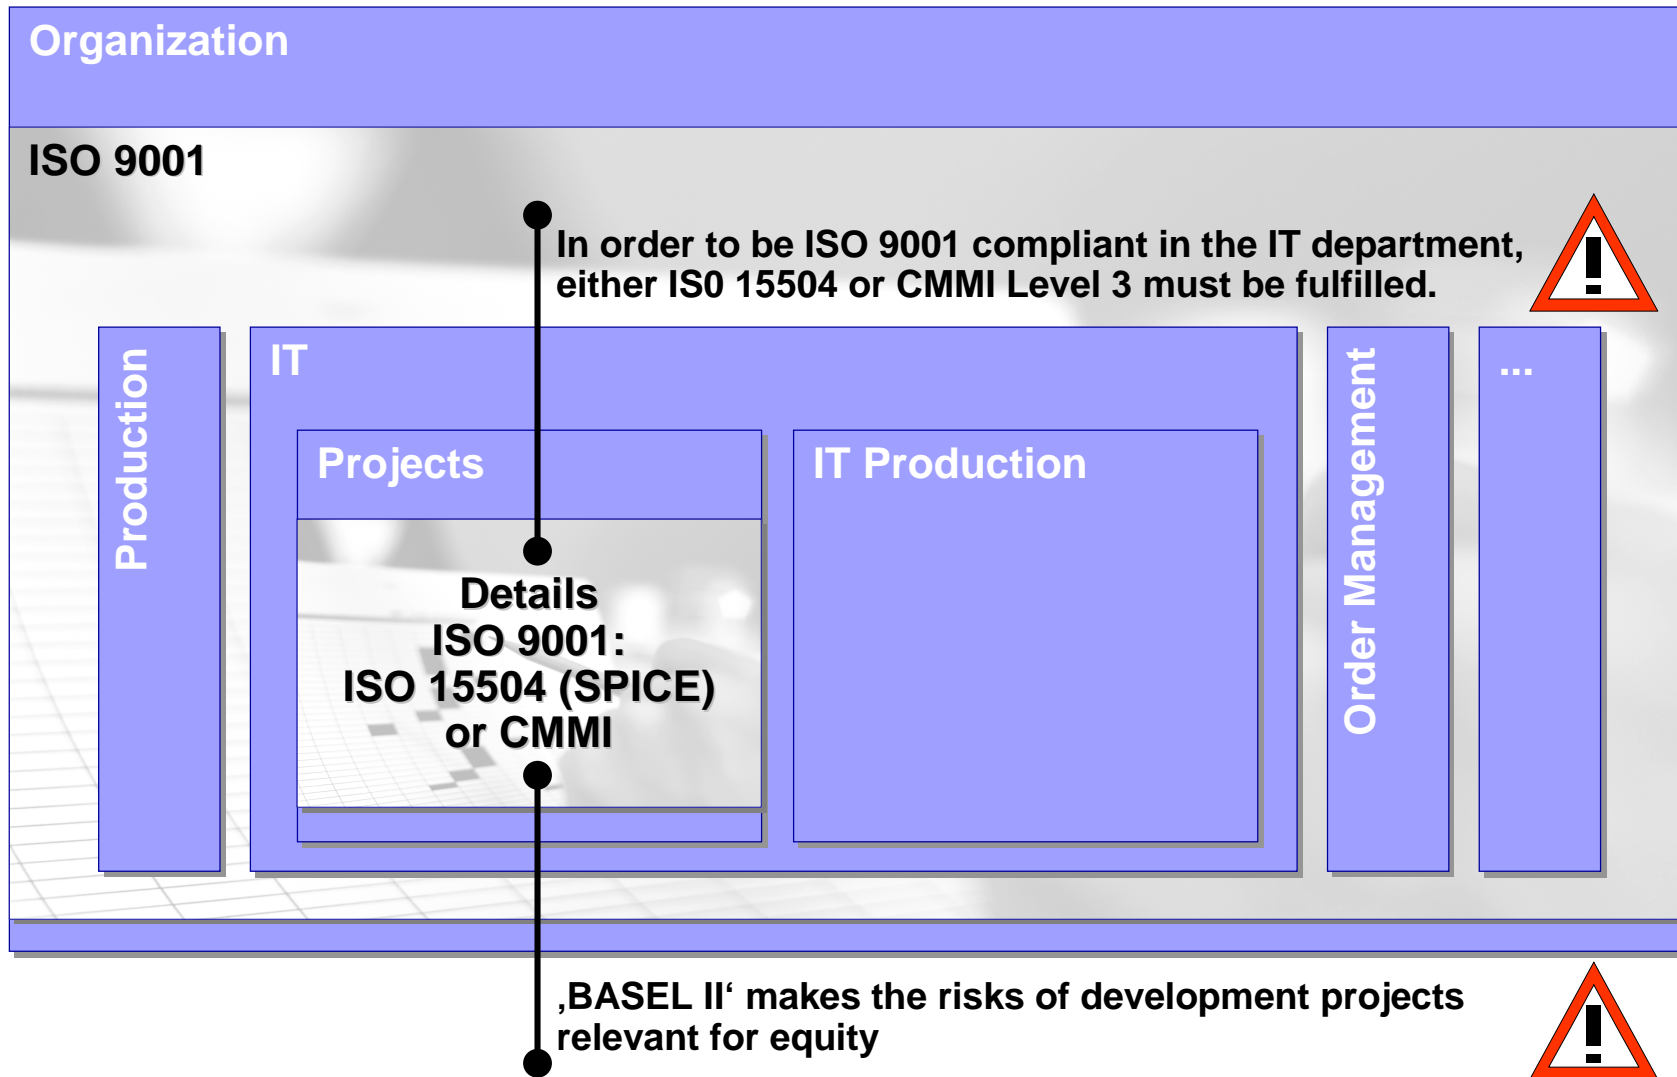 Organization
ISO 9001
In order to be ISO 9001 compliant in the IT department,
either IS0 15504 or CMMI Level 3 must be fulfilled.
Production
IT
Projects
Details
ISO 9001:
ISO 15504 (SPICE)
or CMMI
IT Production
Order Management
...
‚BASEL II‘ makes the risks of development projects
relevant for equity